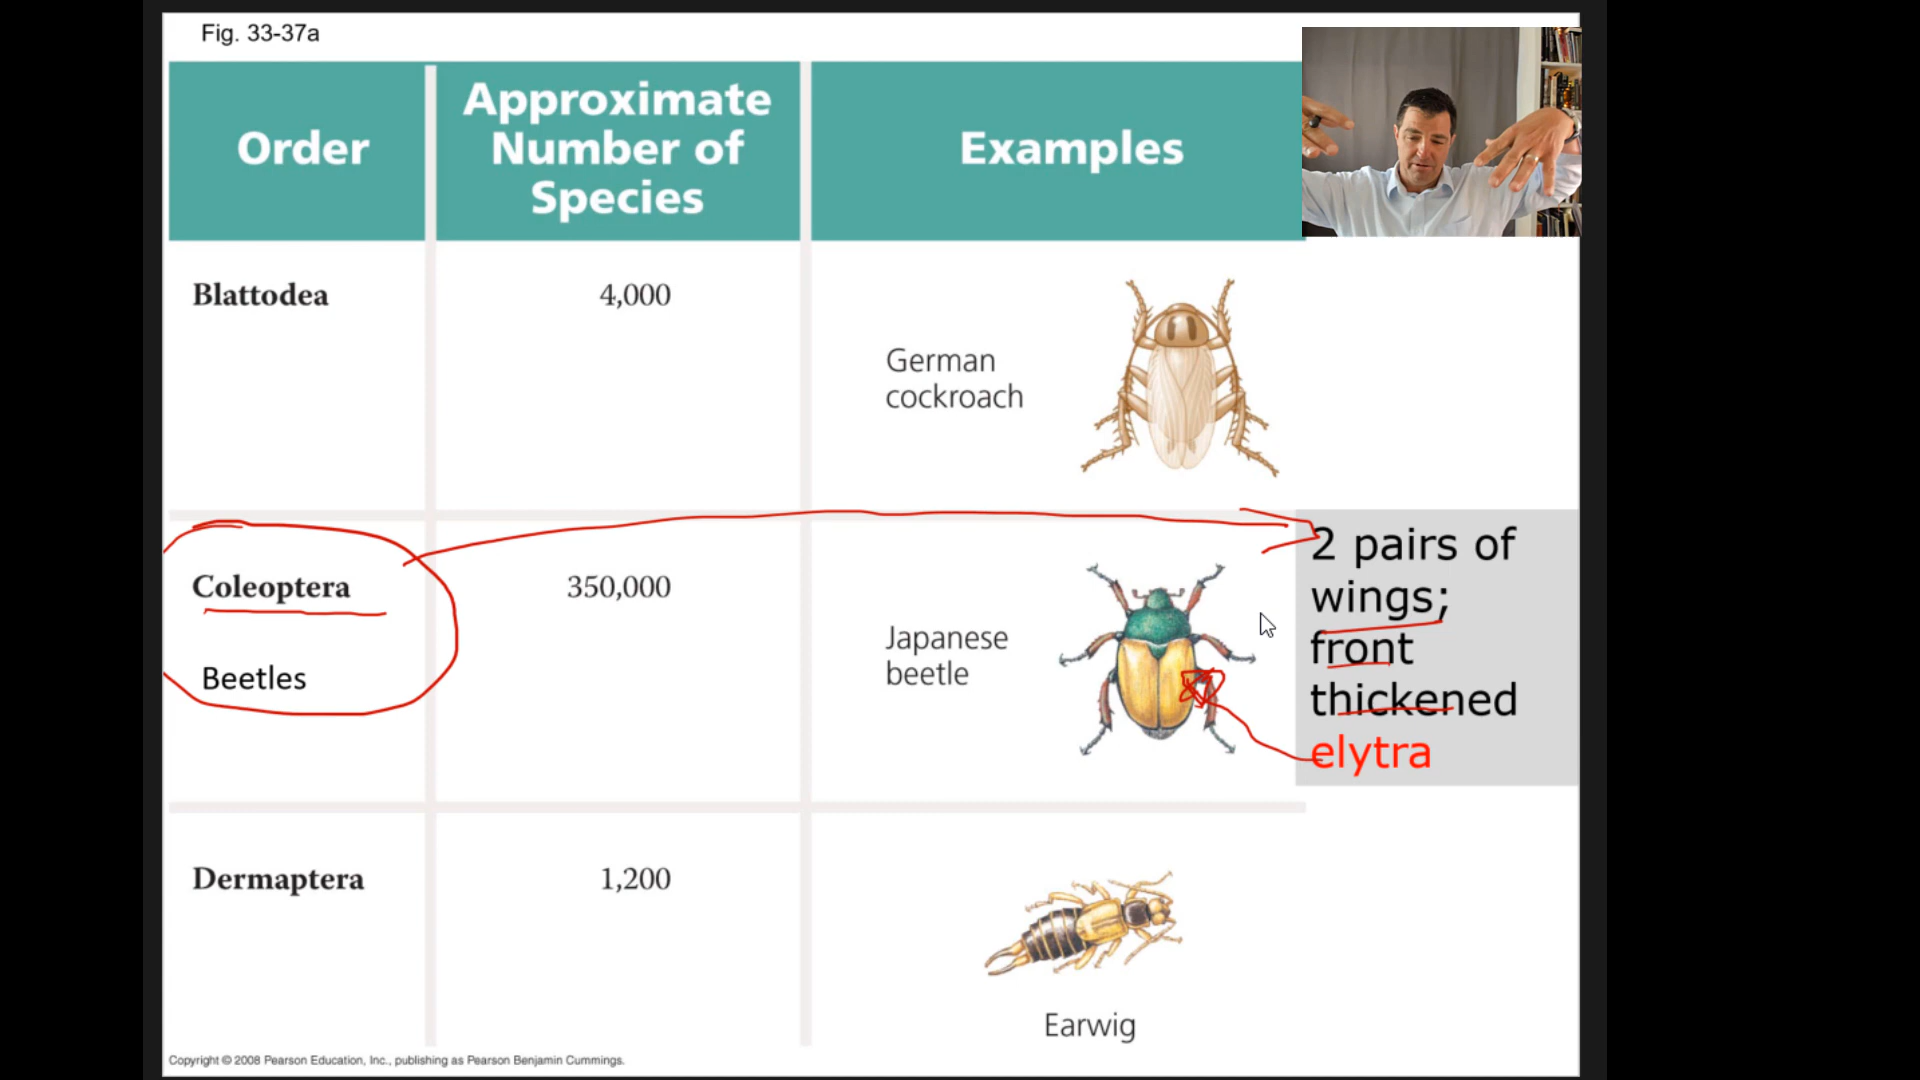 Fig. 33-37a
Order
Approximate
Number of
Species
Examples
Blattodea
4,000
German
cockroach
Coleoptera
Beetles
350,000
Japanese
beetle
2 pairs of
wings;
front
thickened
elytra
Dermaptera
1,200
Earwig
Copyright © 2008 Pearson Education, Inc., publishing as Pearson Benjamin Cummings.